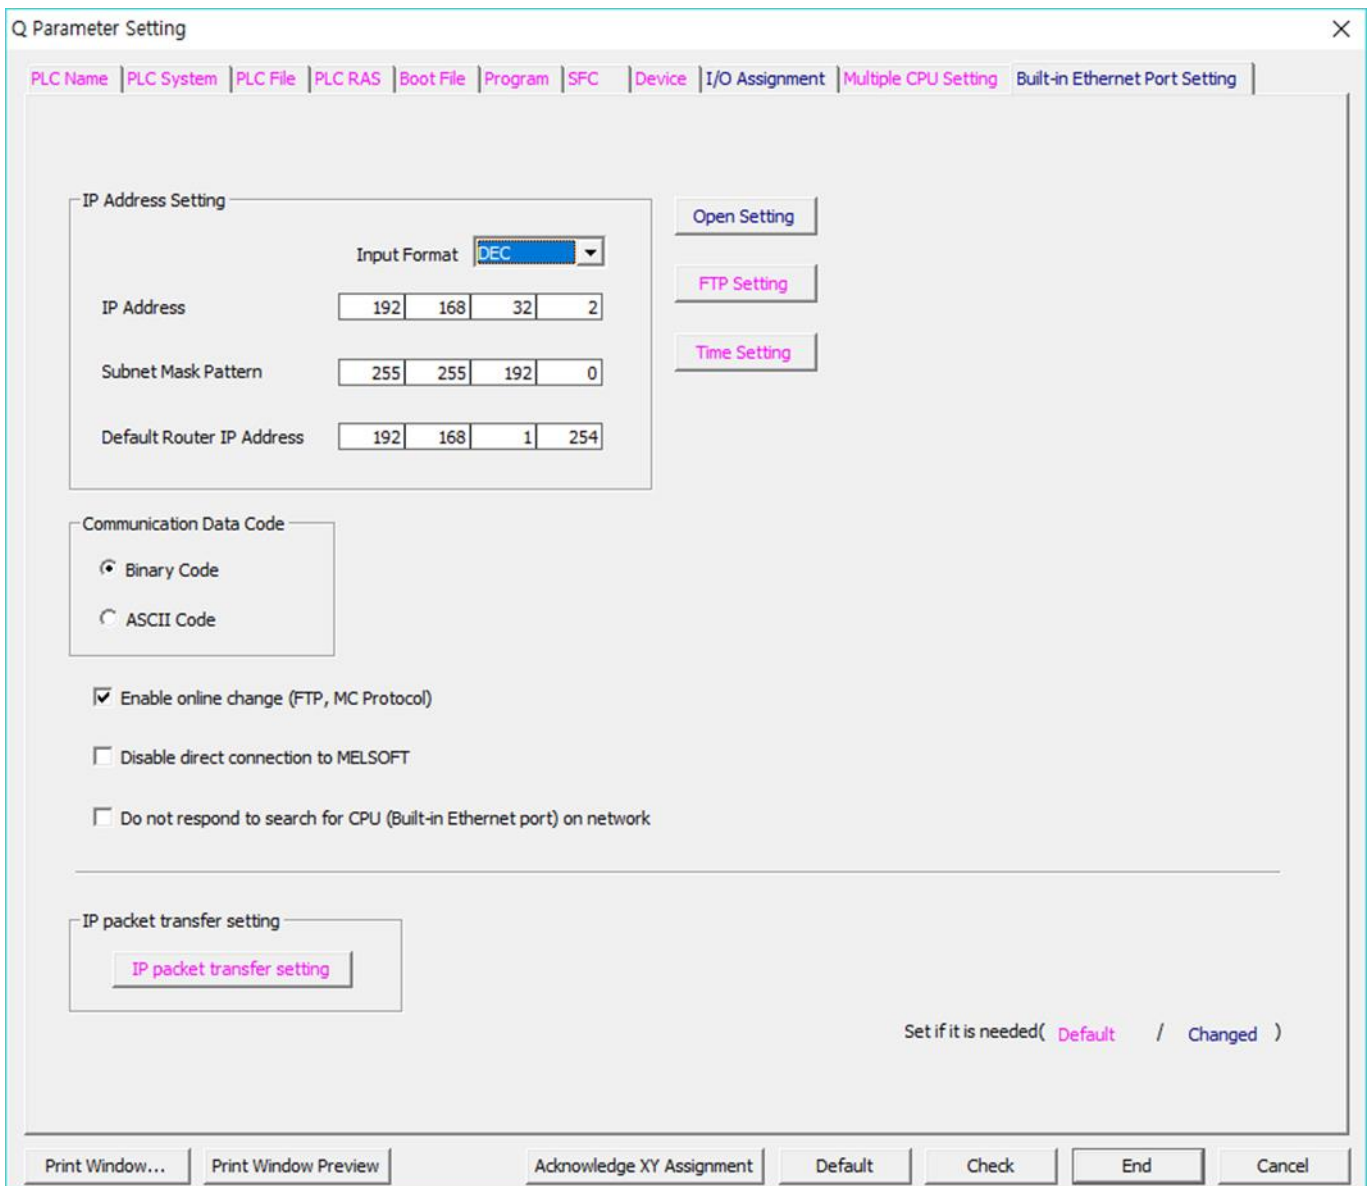 Q Parameter Setting
PLC Name PLC System PLC File PLC RAS Boot File Program SFC Device I/O Assignment Multiple CPU Setting Built-in Ethernet Port Setting
IP Address Setting
Input Format DEC
IP Address 192 168 32 2
Subnet Mask Pattern 255 255 192 0
Default Router IP Address 192 168 1 254
Open Setting
FTP Setting
Time Setting
Communication Data Code
Binary Code
ASCII Code
Enable online change (FTP, MC Protocol)
Disable direct connection to MELSOFT
Do not respond to search for CPU (Built-in Ethernet port) on network
IP packet transfer setting
IP packet transfer setting
Set if it is needed( Default / Changed )
Print Window... Print Window Preview Acknowledge XY Assignment Default Check End Cancel